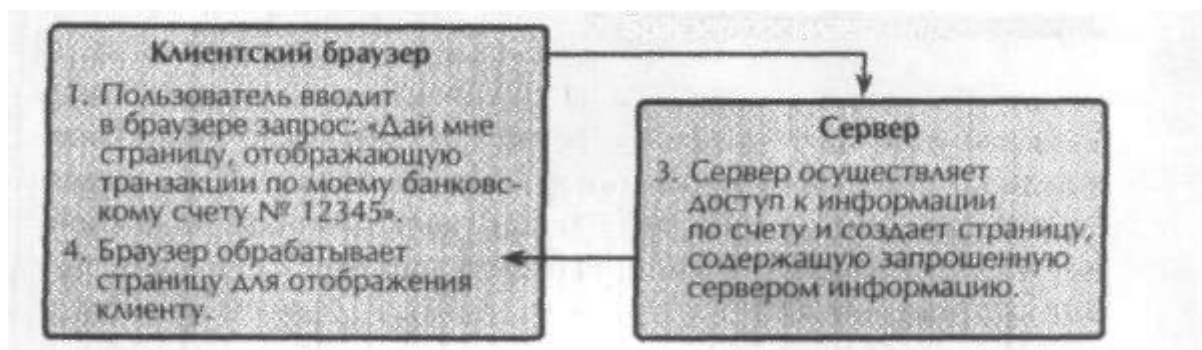 Клиентский браузер
1. Пользователь вводит
в браузере запрос: «Дай мне
страницу, отображающую
транзакции по моему банковс-
кому счету № 12345».
4. Браузер обрабатывает
страницу для отображения
клиенту.
Сервер
3. Сервер осуществляет
доступ к информации
по счету и создает страницу,
содержащую запрошенную
сервером информацию.